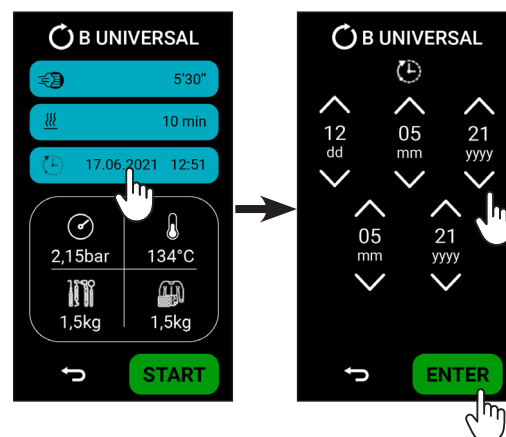 B UNIVERSAL
5'30"
10 min
17.06.2021 12:51
2,15bar 134°C
1,5kg 1,5kg
START
B UNIVERSAL
12 05 21
dd mm yyyy
05 21
mm yyyy
ENTER